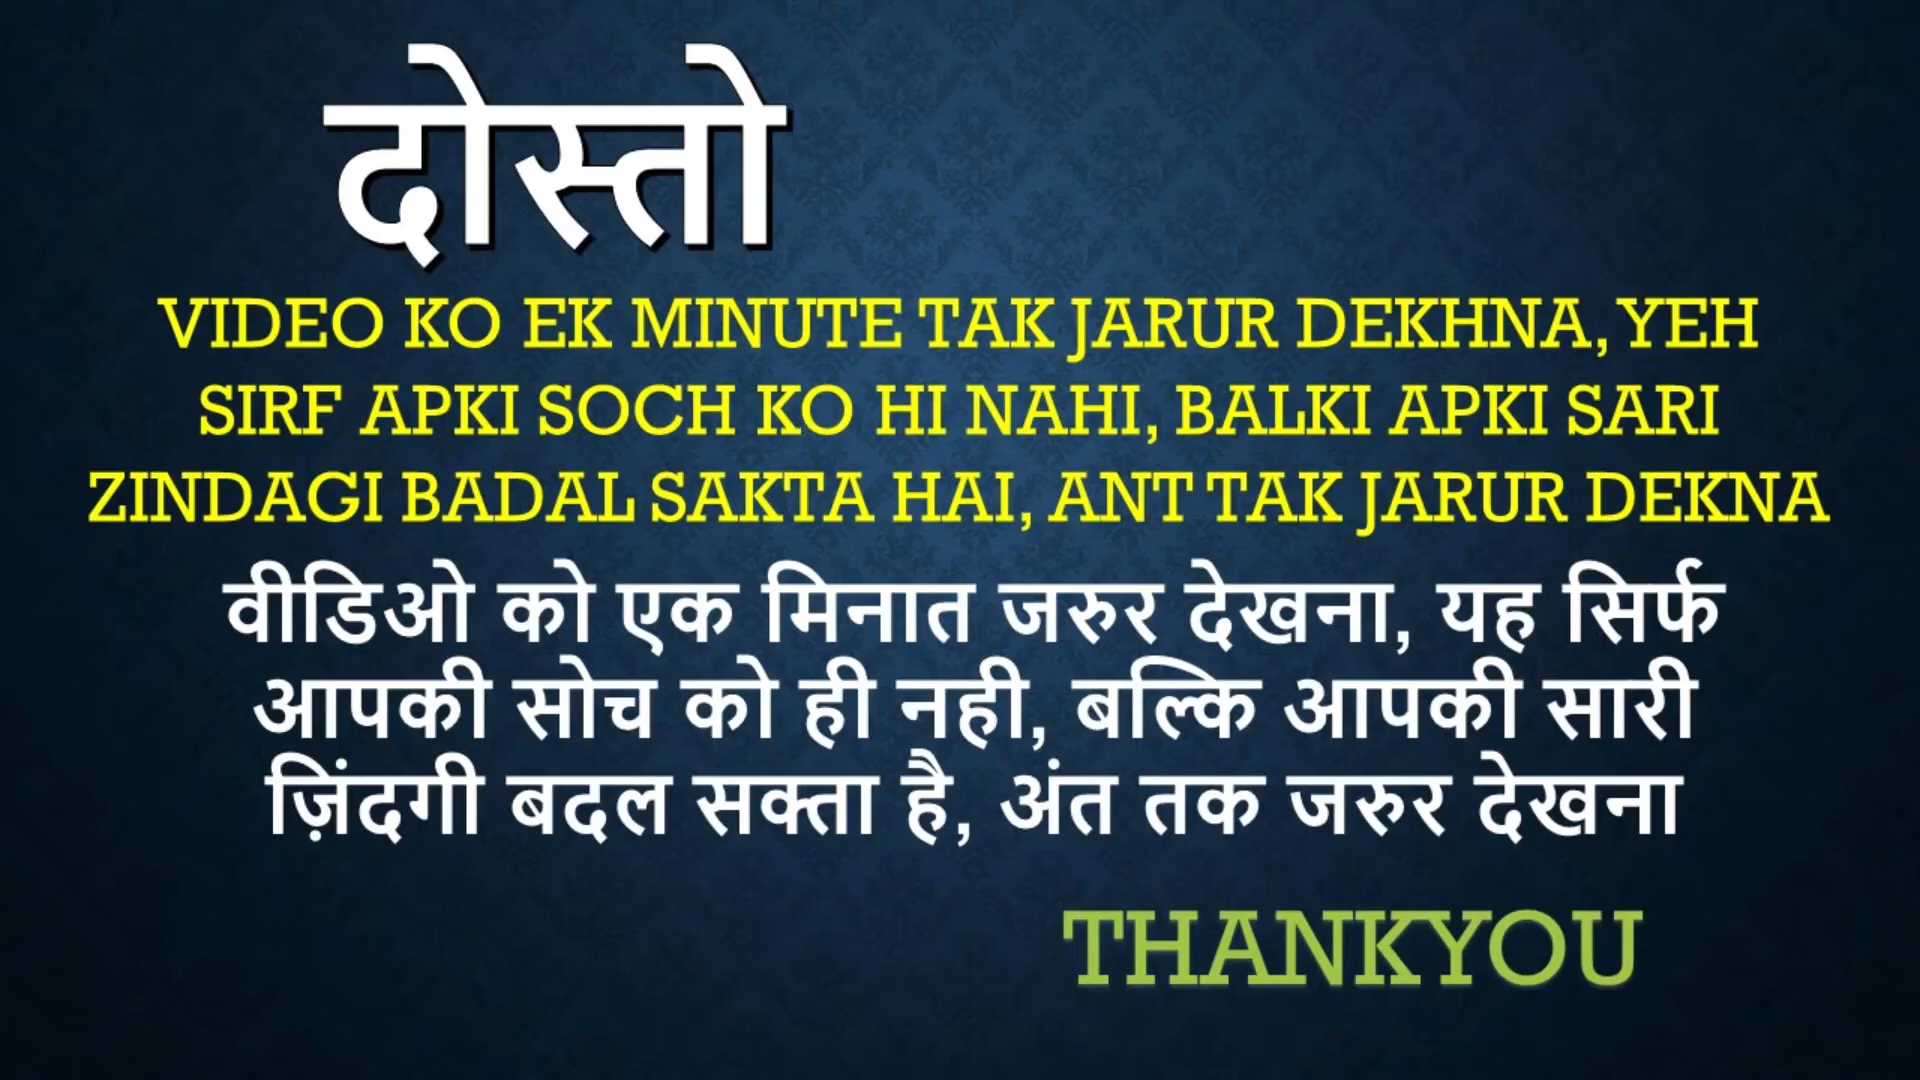 दोस्तो
VIDEO KO EK MINUTE TAK JARUR DEKHNA, YEH
SIRF APKI SOCH KO HI NAHI, BALKI APKI SARI
ZINDAGI BADAL SAKTA HAI, ANT TAK JARUR DEKNA
वीडिओ को एक मिनात जरुर देखना, यह सिर्फ
आपकी सोच को ही नही, बल्कि आपकी सारी
ज़िंदगी बदल सक्ता है, अंत तक जरुर देखना
THANKYOU